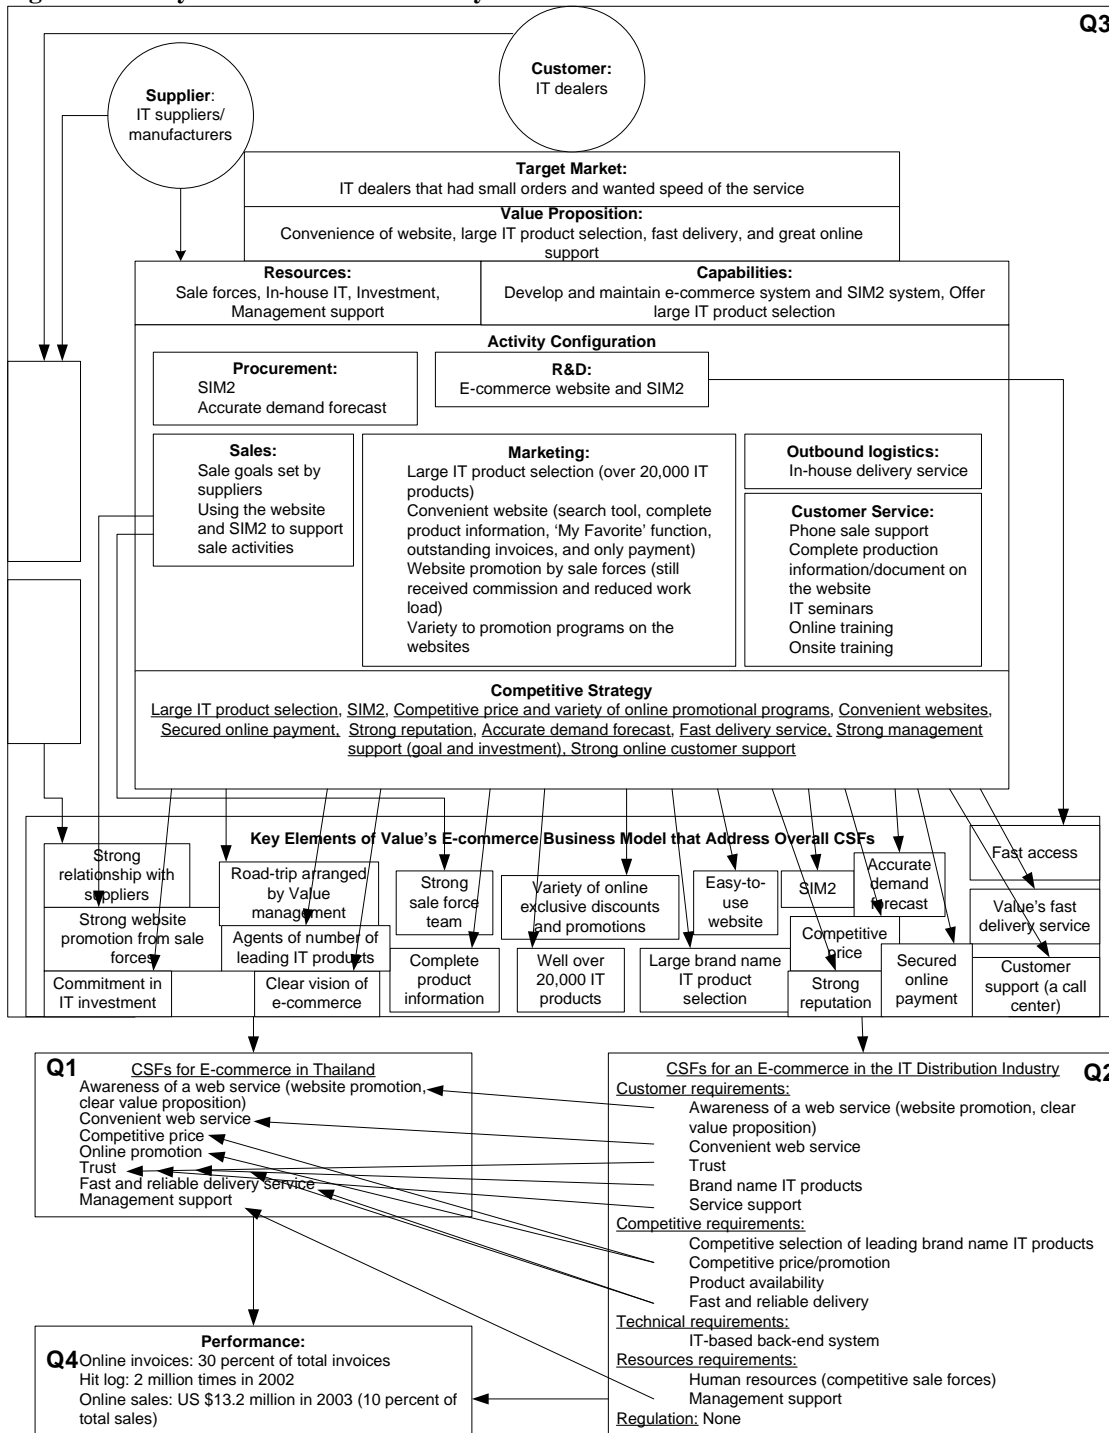 Q3
Customer:
IT dealers
Supplier:
IT suppliers/
manufacturers
Target Market:
IT dealers that had small orders and wanted speed of the service
Value Proposition:
Convenience of website, large IT product selection, fast delivery, and great online
support
Resources:
Sale forces, In-house IT, Investment,
Management support
Capabilities:
Develop and maintain e-commerce system and SIM2 system, Offer
large IT product selection
Activity Configuration
Procurement:
SIM2
Accurate demand forecast
R&D:
E-commerce website and SIM2
Sales:
Sale goals set by
suppliers
Using the website
and SIM2 to support
sale activities
Marketing:
Large IT product selection (over 20,000 IT
products)
Convenient website (search tool, complete
product information, ‘My Favorite’ function,
outstanding invoices, and only payment)
Website promotion by sale forces (still
received commission and reduced work
load)
Variety to promotion programs on the
websites
Outbound logistics:
In-house delivery service
Customer Service:
Phone sale support
Complete production
information/document on
the website
IT seminars
Online training
Onsite training
Competitive Strategy
Large IT product selection, SIM2, Competitive price and variety of online promotional programs, Convenient websites,
Secured online payment, Strong reputation, Accurate demand forecast, Fast delivery service, Strong management
support (goal and investment), Strong online customer support
Key Elements of Value's E-commerce Business Model that Address Overall CSFs
Strong
relationship with
suppliers
Strong website
promotion from sale
forces
Commitment in
IT investment
Road-trip arranged
by Value
management
Agents of number of
leading IT products
Clear vision of
e-commerce
Strong
sale force
team
Complete
product
information
Variety of online
exclusive discounts
and promotions
Well over
20,000 IT
products
Easy-to-
use website
Large brand name
IT product
selection
SIM2
Competitive
price
Strong
reputation
Accurate
demand
forecast
Secured
online
payment
Fast access
Value's fast
delivery service
Customer
support (a call
center)
Q1
CSFs for E-commerce in Thailand
Awareness of a web service (website promotion,
clear value proposition)
Convenient web service
Competitive price
Online promotion
Trust
Fast and reliable delivery service
Management support
Q2
CSFs for an E-commerce in the IT Distribution Industry
Customer requirements:
Awareness of a web service (website promotion, clear
value proposition)
Convenient web service
Trust
Brand name IT products
Service support
Competitive requirements:
Competitive selection of leading brand name IT products
Competitive price/promotion
Product availability
Fast and reliable delivery
Technical requirements:
IT-based back-end system
Resources requirements:
Human resources (competitive sale forces)
Management support
Regulation: None
Q4
Performance:
Online invoices: 30 percent of total invoices
Hit log: 2 million times in 2002
Online sales: US $13.2 million in 2003 (10 percent of
total sales)